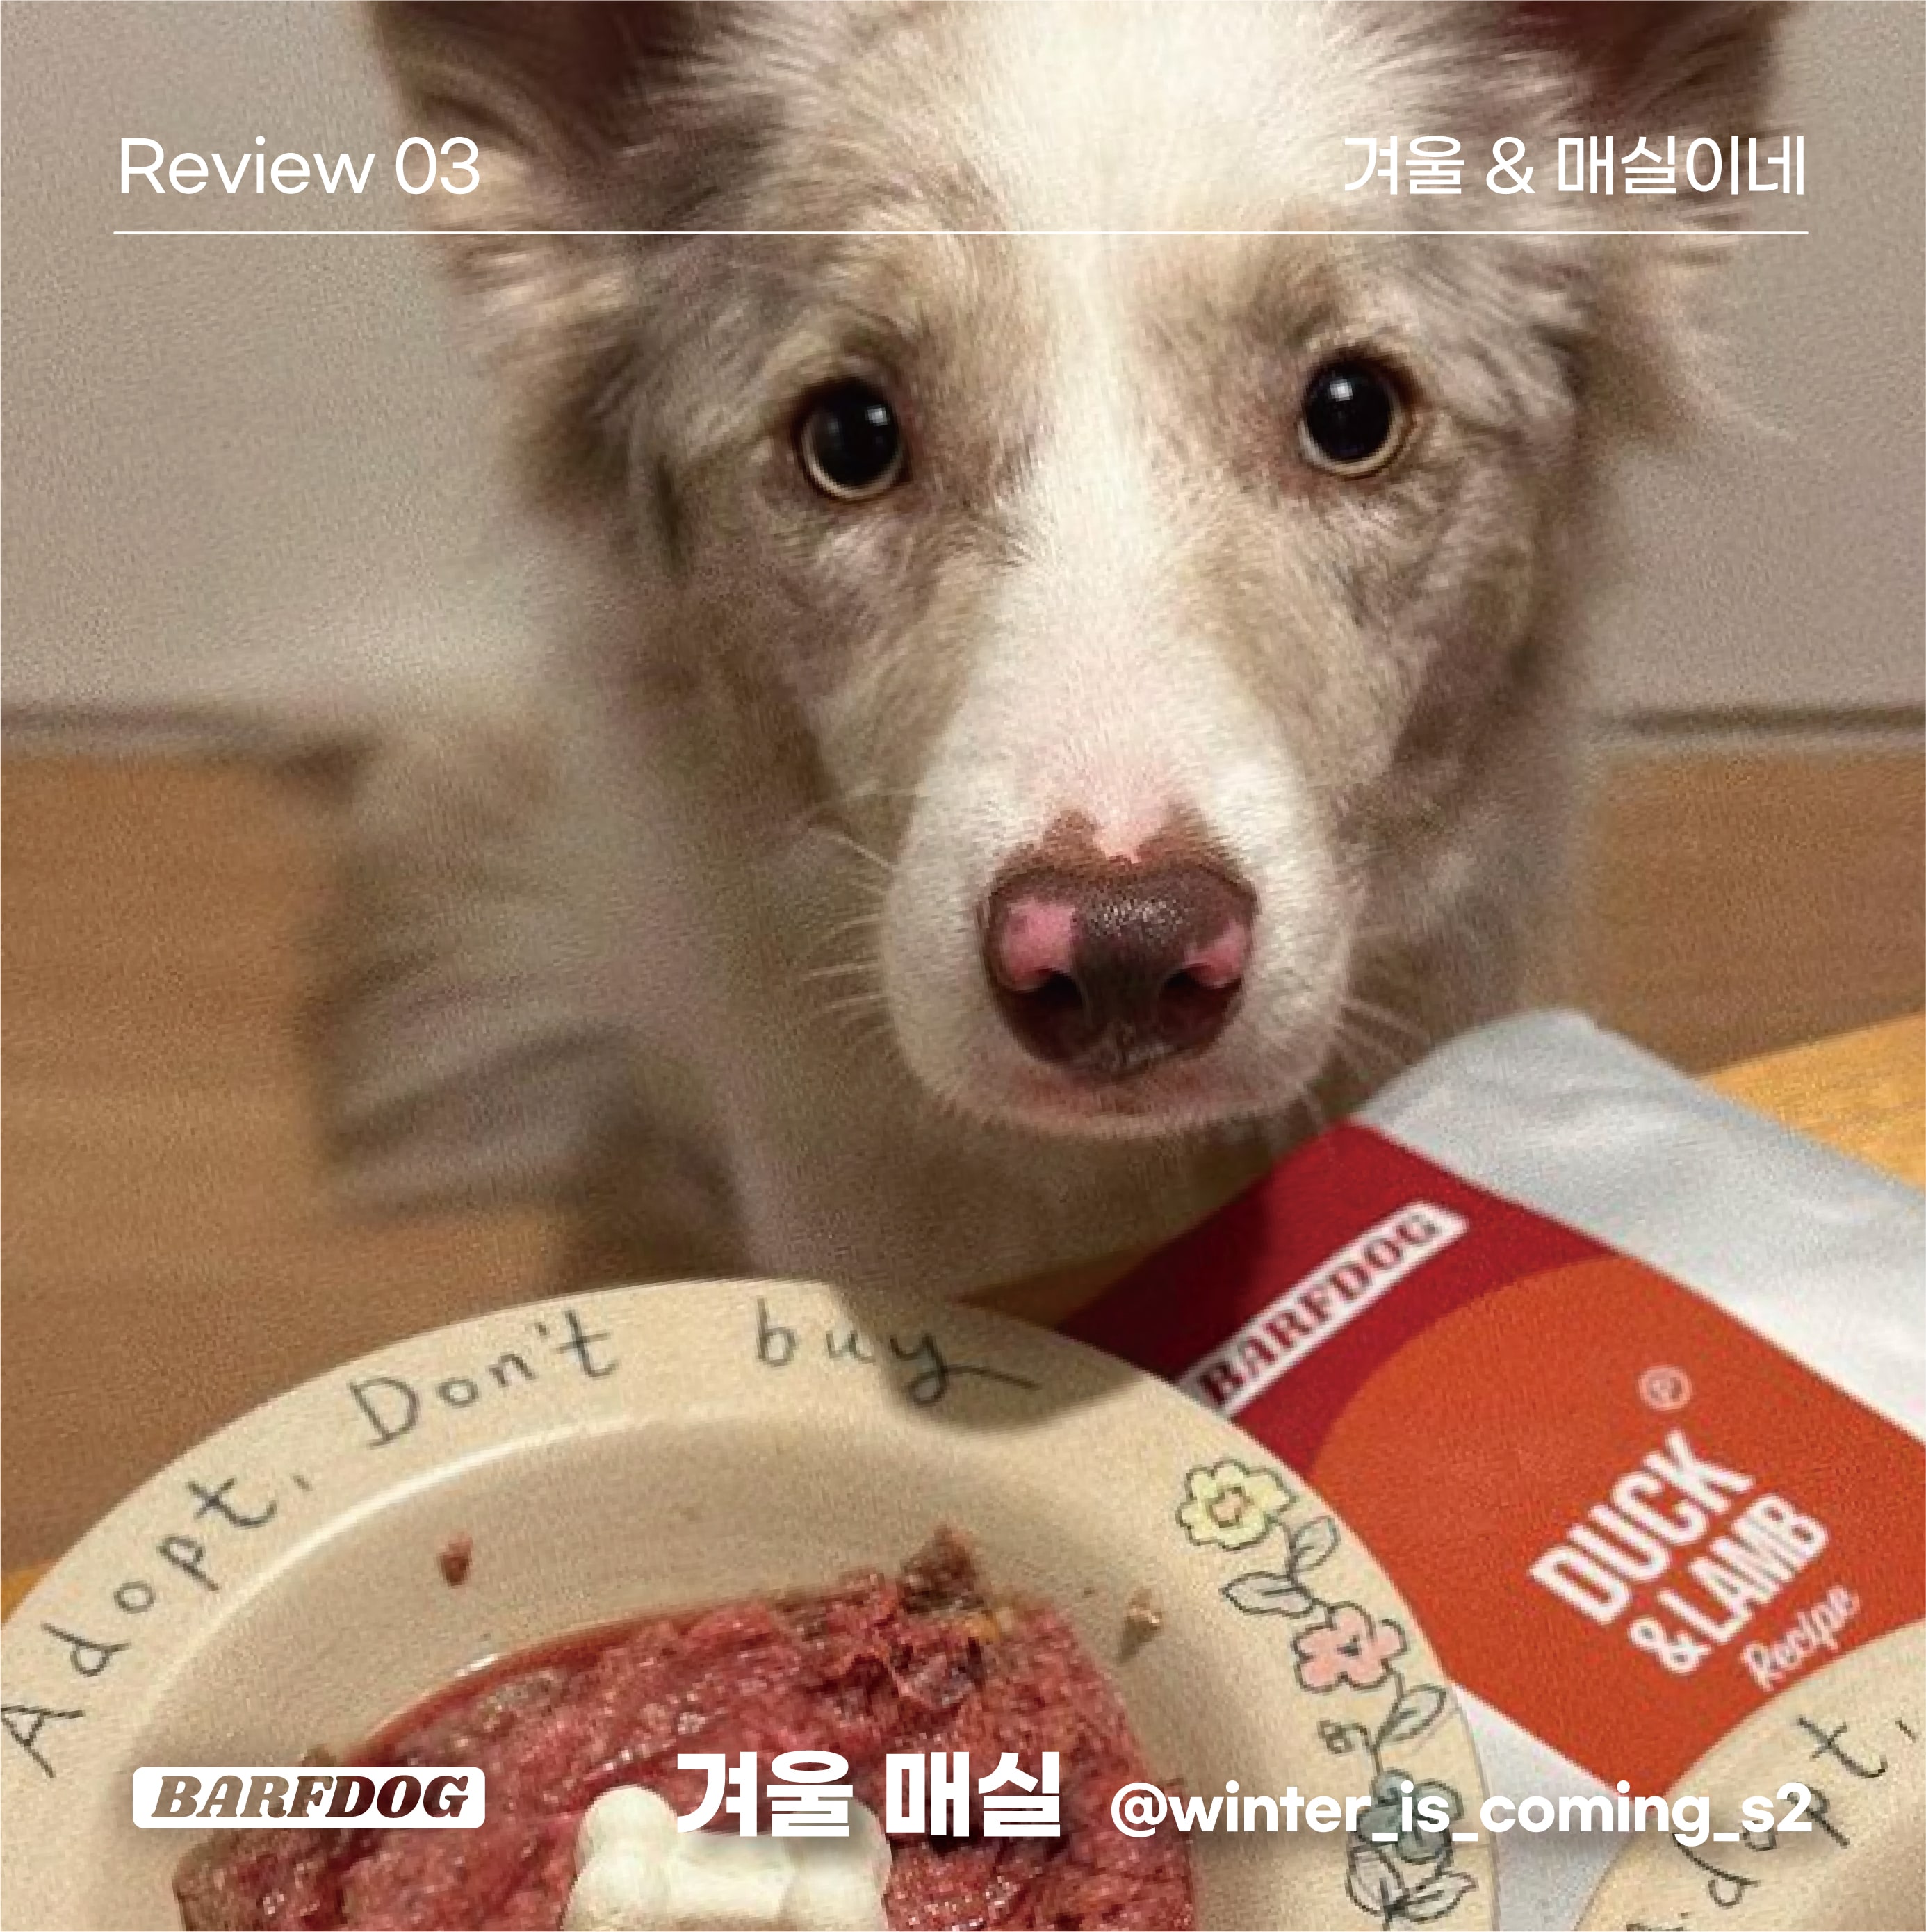 Review 03
겨울 & 매실이네
BARFDOG
DUCK
& LAMB
Recipe
Adopt, Don't buy
dopt,
BARFDOG
겨울 매실 @winter_is_coming_s2